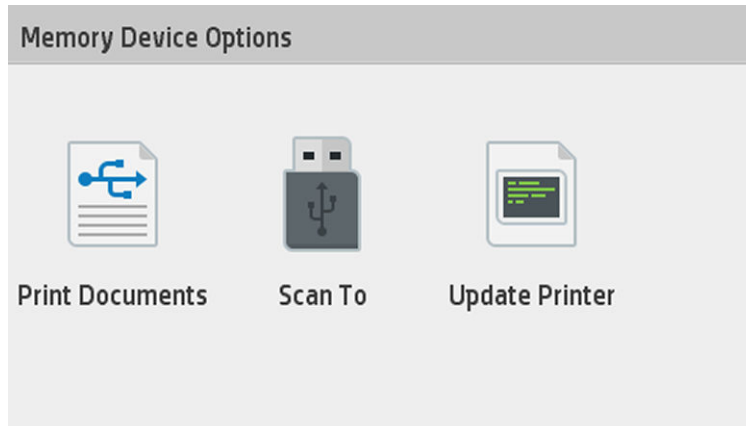 Memory Device Options
Print Documents
Scan To
Update Printer